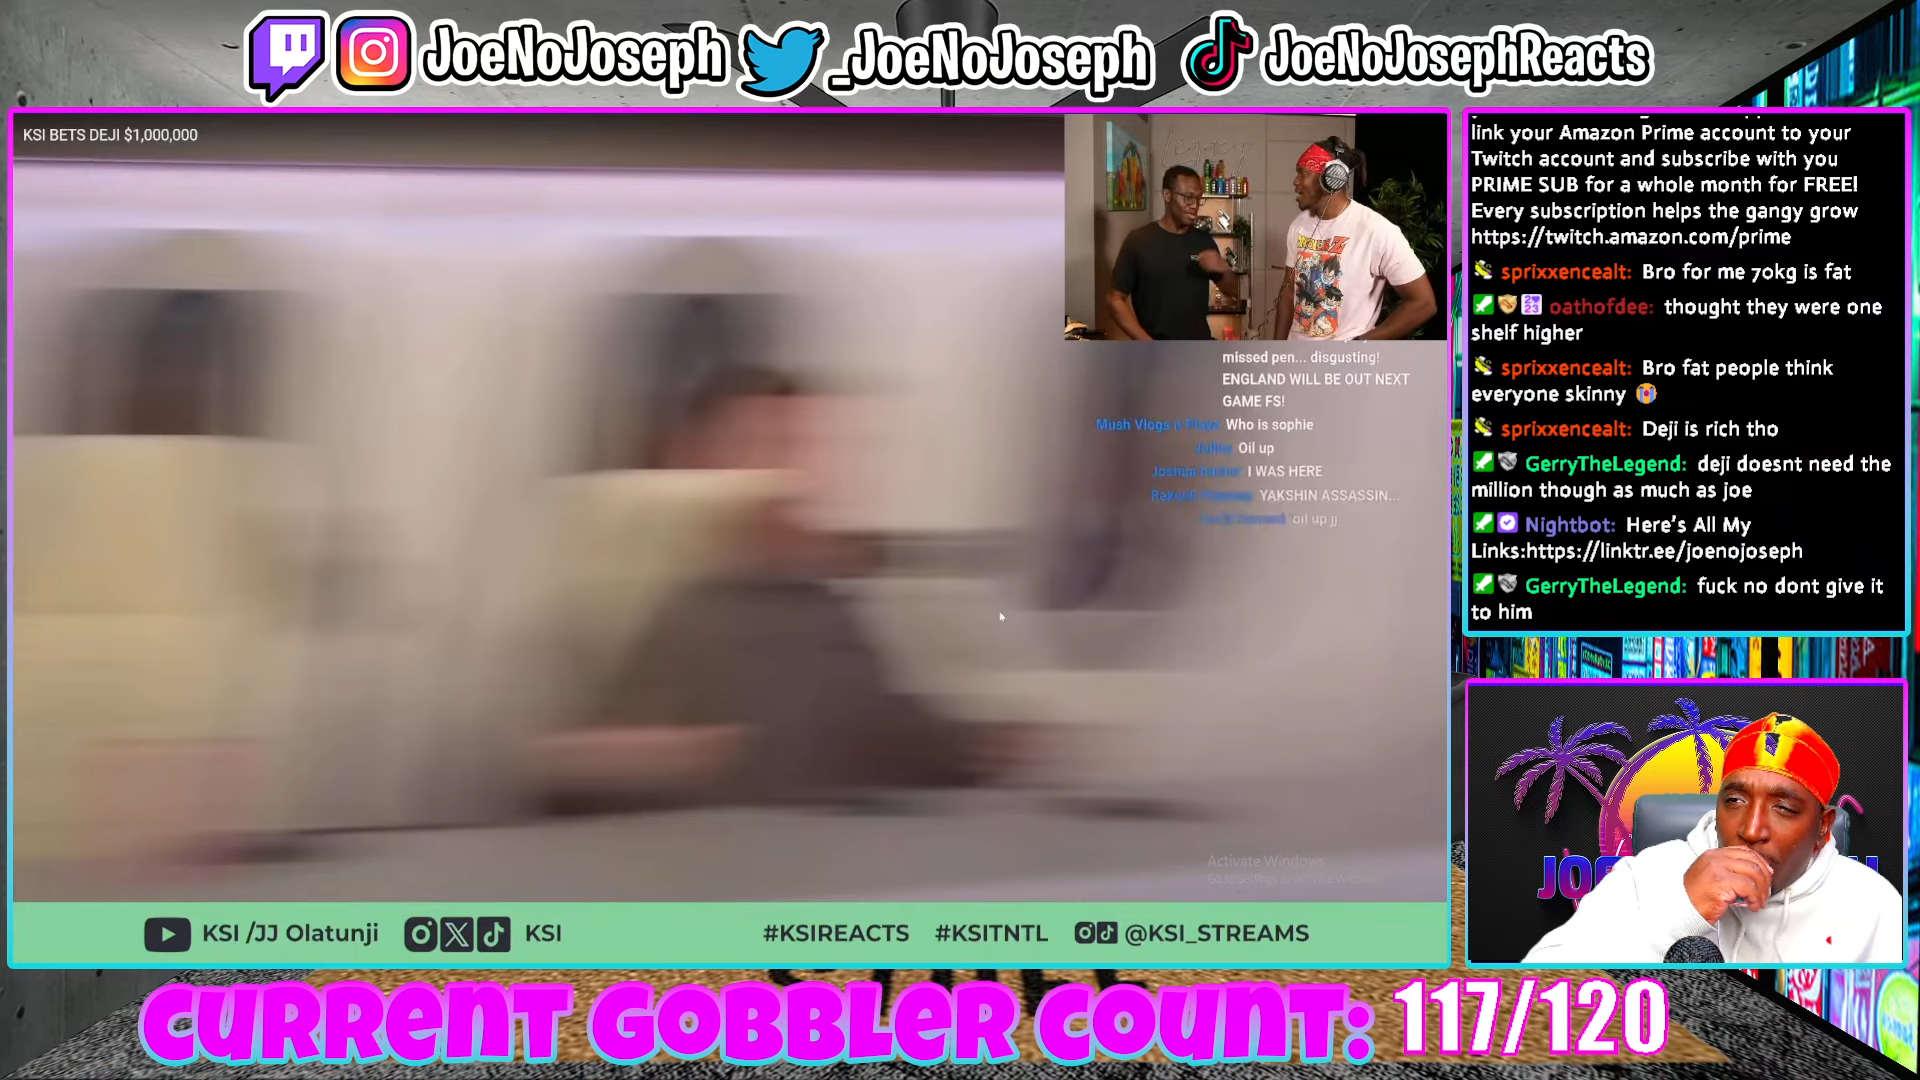 JoeNoJoseph
_JoeNoJoseph
JoeNoJosephReacts
KSI BETS DEJI $1,000,000
legacy
missed pen... disgusting!
ENGLAND WILL BE OUT NEXT
GAME FS!
Mush Vlogs Who is sophie
Oil up
I WAS HERE
YAKSHIN ASSASSIN...
oil up jj
Activate Windows
KSI /JJ Olatunji
KSI
#KSIREACTS
#KSITNTL
@KSI_STREAMS
link your Amazon Prime account to your
Twitch account and subscribe with you
PRIME SUB for a whole month for FREE!
Every subscription helps the gangy grow
https://twitch.amazon.com/prime
sprixxencealt: Bro for me 70kg is fat
oathofdee: thought they were one
shelf higher
sprixxencealt: Bro fat people think
everyone skinny
sprixxencealt: Deji is rich tho
GerryTheLegend: deji doesnt need the
million though as much as joe
Nightbot: Here's All My
Links:https://linktr.ee/joenojoseph
GerryTheLegend: fuck no dont give it
to him
CURRENT GOBBLER COUNT: 117/120